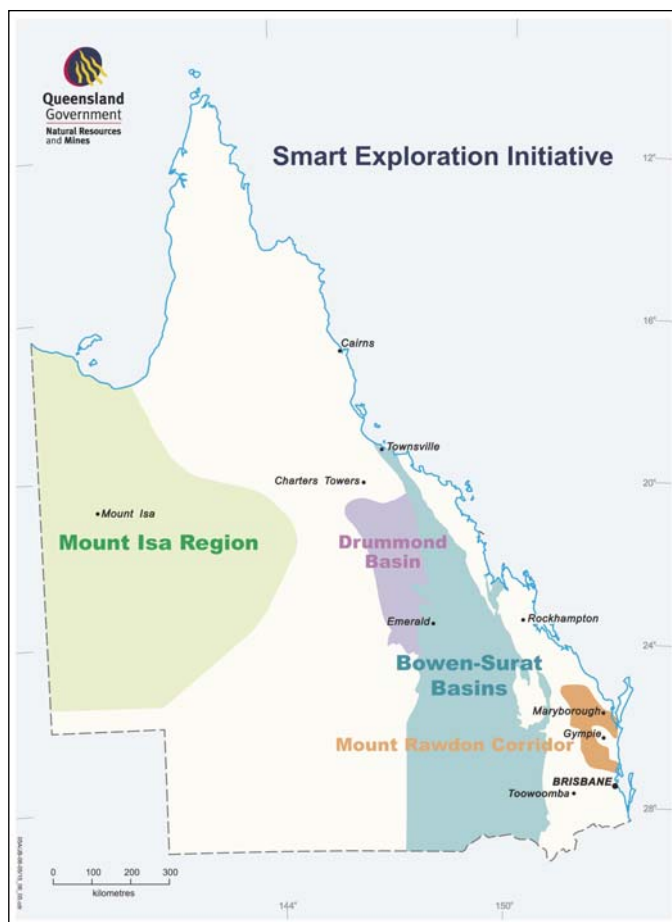 Queensland
Government
Natural Resources
and Mines
Smart Exploration Initiative
12°
16°
Cairns
Townsville
Charters Towers
20°
Mount Isa
Mount Isa Region
Drummond
Basin
Emerald
Rockhampton
24°
Bowen-Surat
Basins
Maryborough
Gympie
Mount Rawdon Corridor
BRISBANE
Toowoomba
28°
0 100 200 300
kilometres
144°
150°